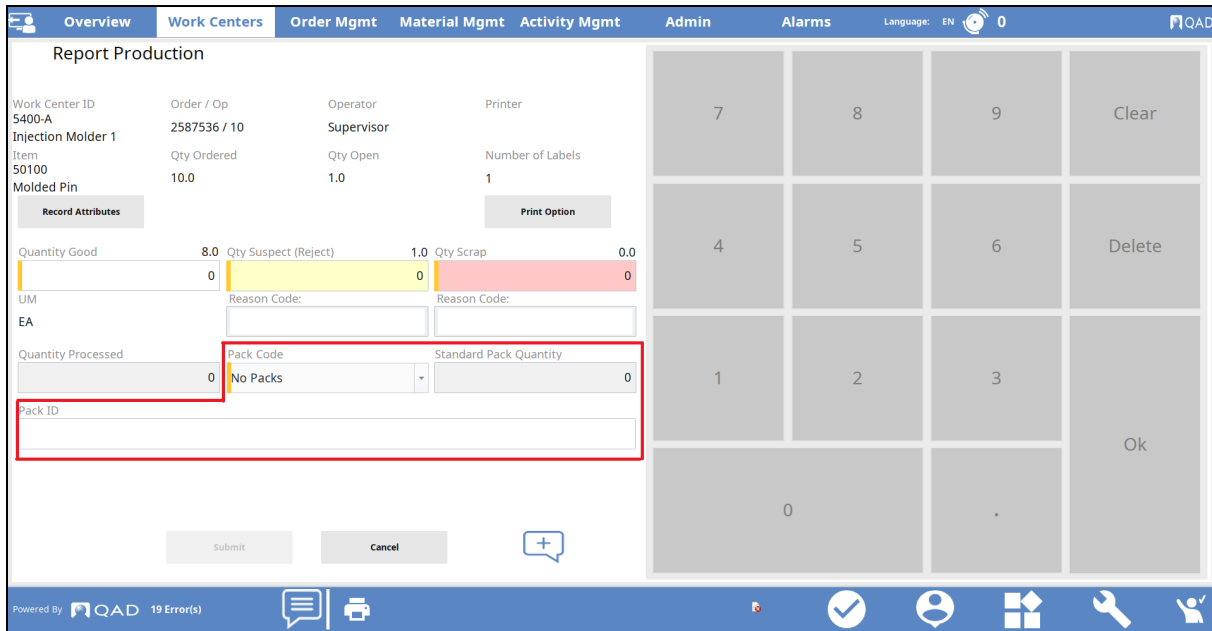 Overview Work Centers Order Mgmt Material Mgmt Activity Mgmt Admin Alarms Language: EN 0 QAD
Report Production
Work Center ID Order / Op Operator Printer
5400-A 2587536 / 10 Supervisor
Injection Molder 1
Item Qty Ordered Qty Open Number of Labels
50100 10.0 1.0 1
Molded Pin
Record Attributes Print Option
Quantity Good 8.0 Qty Suspect (Reject) 1.0 Qty Scrap 0.0
0 0 0
UM Reason Code: Reason Code:
EA
Quantity Processed Pack Code Standard Pack Quantity
0 No Packs 0
Pack ID
Submit Cancel
7 8 9 Clear
4 5 6 Delete
1 2 3
Ok
0 .
Powered By QAD 19 Error(s)